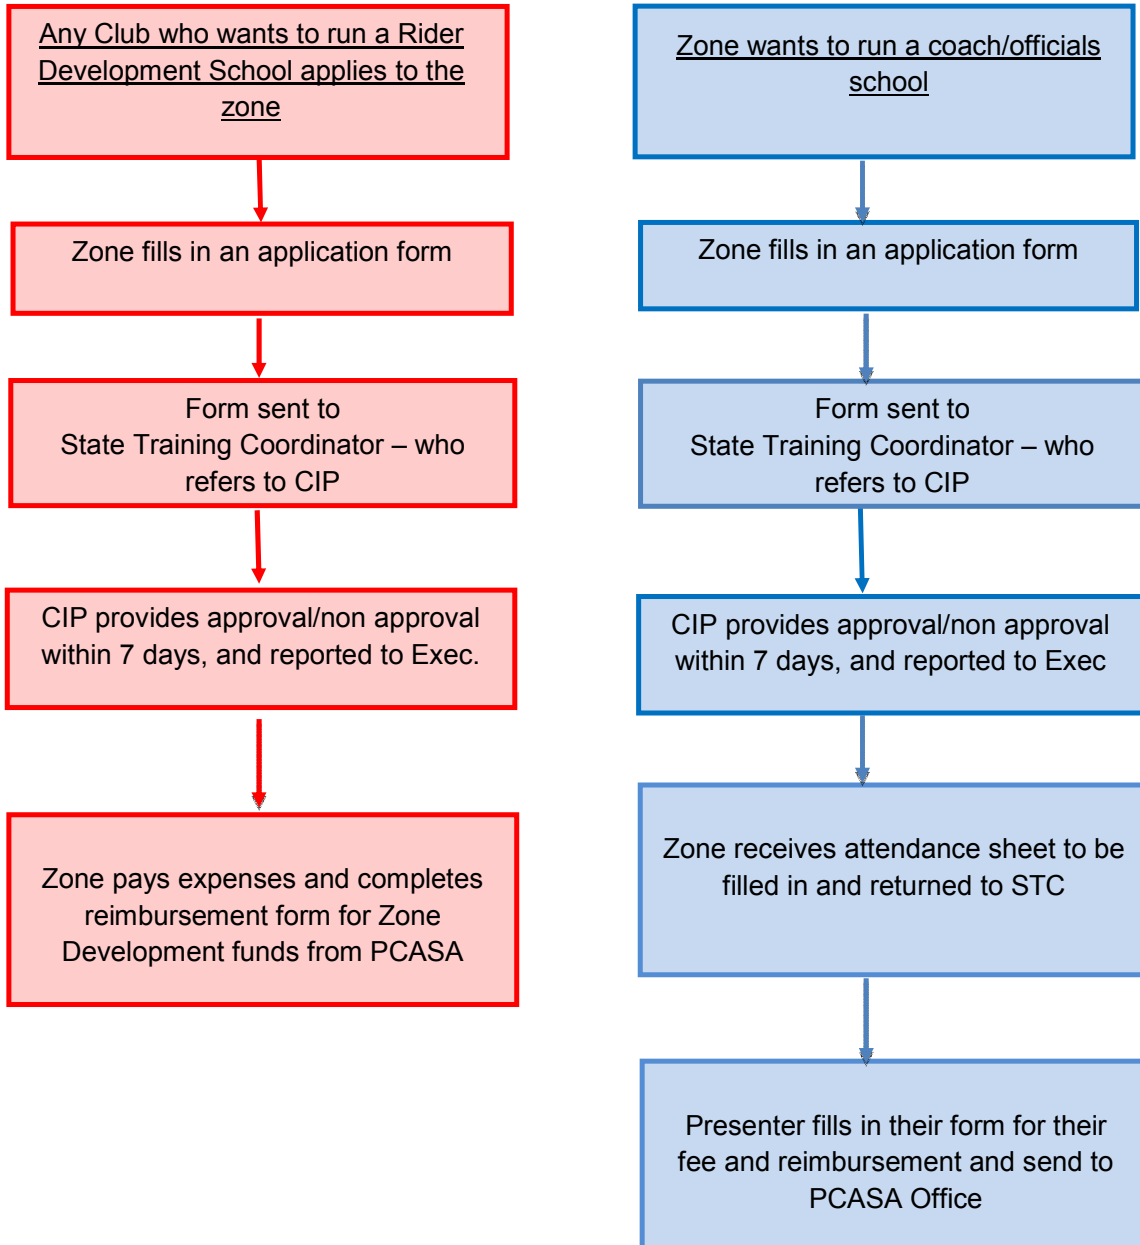 Any Club who wants to run a Rider
Development School applies to the
zone
Zone fills in an application form
Form sent to
State Training Coordinator – who
refers to CIP
CIP provides approval/non approval
within 7 days, and reported to Exec.
Zone pays expenses and completes
reimbursement form for Zone
Development funds from PCASA
Zone wants to run a coach/officials
school
Zone fills in an application form
Form sent to
State Training Coordinator – who
refers to CIP
CIP provides approval/non approval
within 7 days, and reported to Exec
Zone receives attendance sheet to be
filled in and returned to STC
Presenter fills in their form for their
fee and reimbursement and send to
PCASA Office